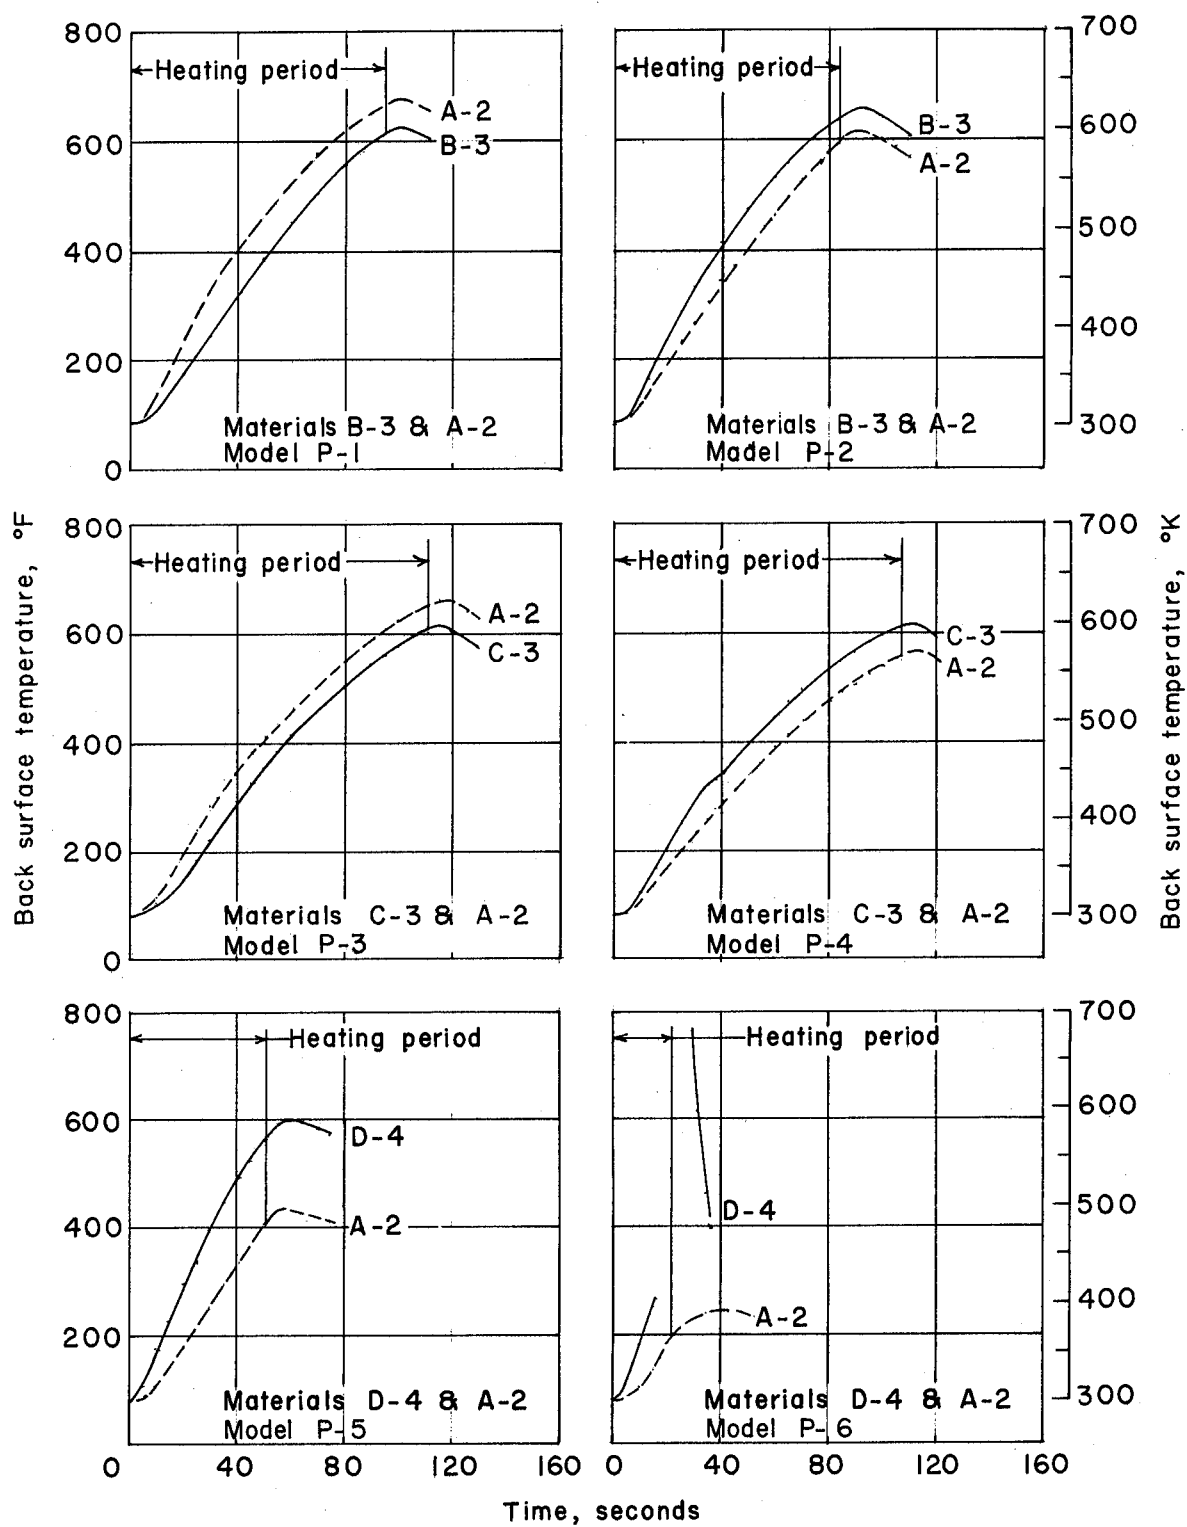 800
600
400
200
0
Heating period
A-2
B-3
Materials B-3 & A-2
Model P-1
Heating period
B-3
A-2
Materials B-3 & A-2
Madel P-2
700
600
500
400
300
800
600
400
200
0
Heating period
A-2
C-3
Materials C-3 & A-2
Model P-3
Heating period
C-3
A-2
Materials C-3 & A-2
Model P-4
700
600
500
400
300
Back surface temperature, °F
Back surface temperature, °K
800
600
400
200
Heating period
D-4
A-2
Materials D-4 & A-2
Model P-5
0 40 80 120 160
Heating period
D-4
A-2
Materials D-4 & A-2
Model P-6
700
600
500
400
300
0 40 80 120 160
Time, seconds